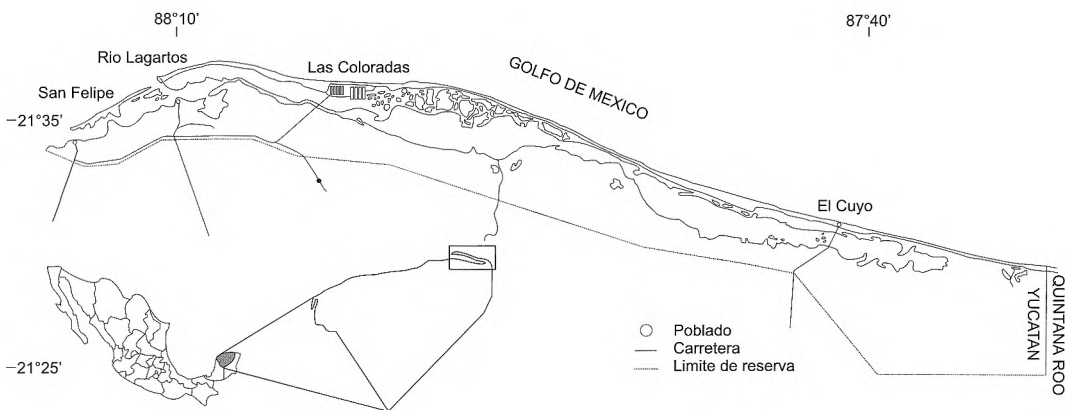 88°10'
87°40'
Rio Lagartos
Las Coloradas
GOLFO DE MEXICO
San Felipe
−21°35'
El Cuyo
QUINTANA ROO
YUCATAN
Poblado
Carretera
Limite de reserva
−21°25'